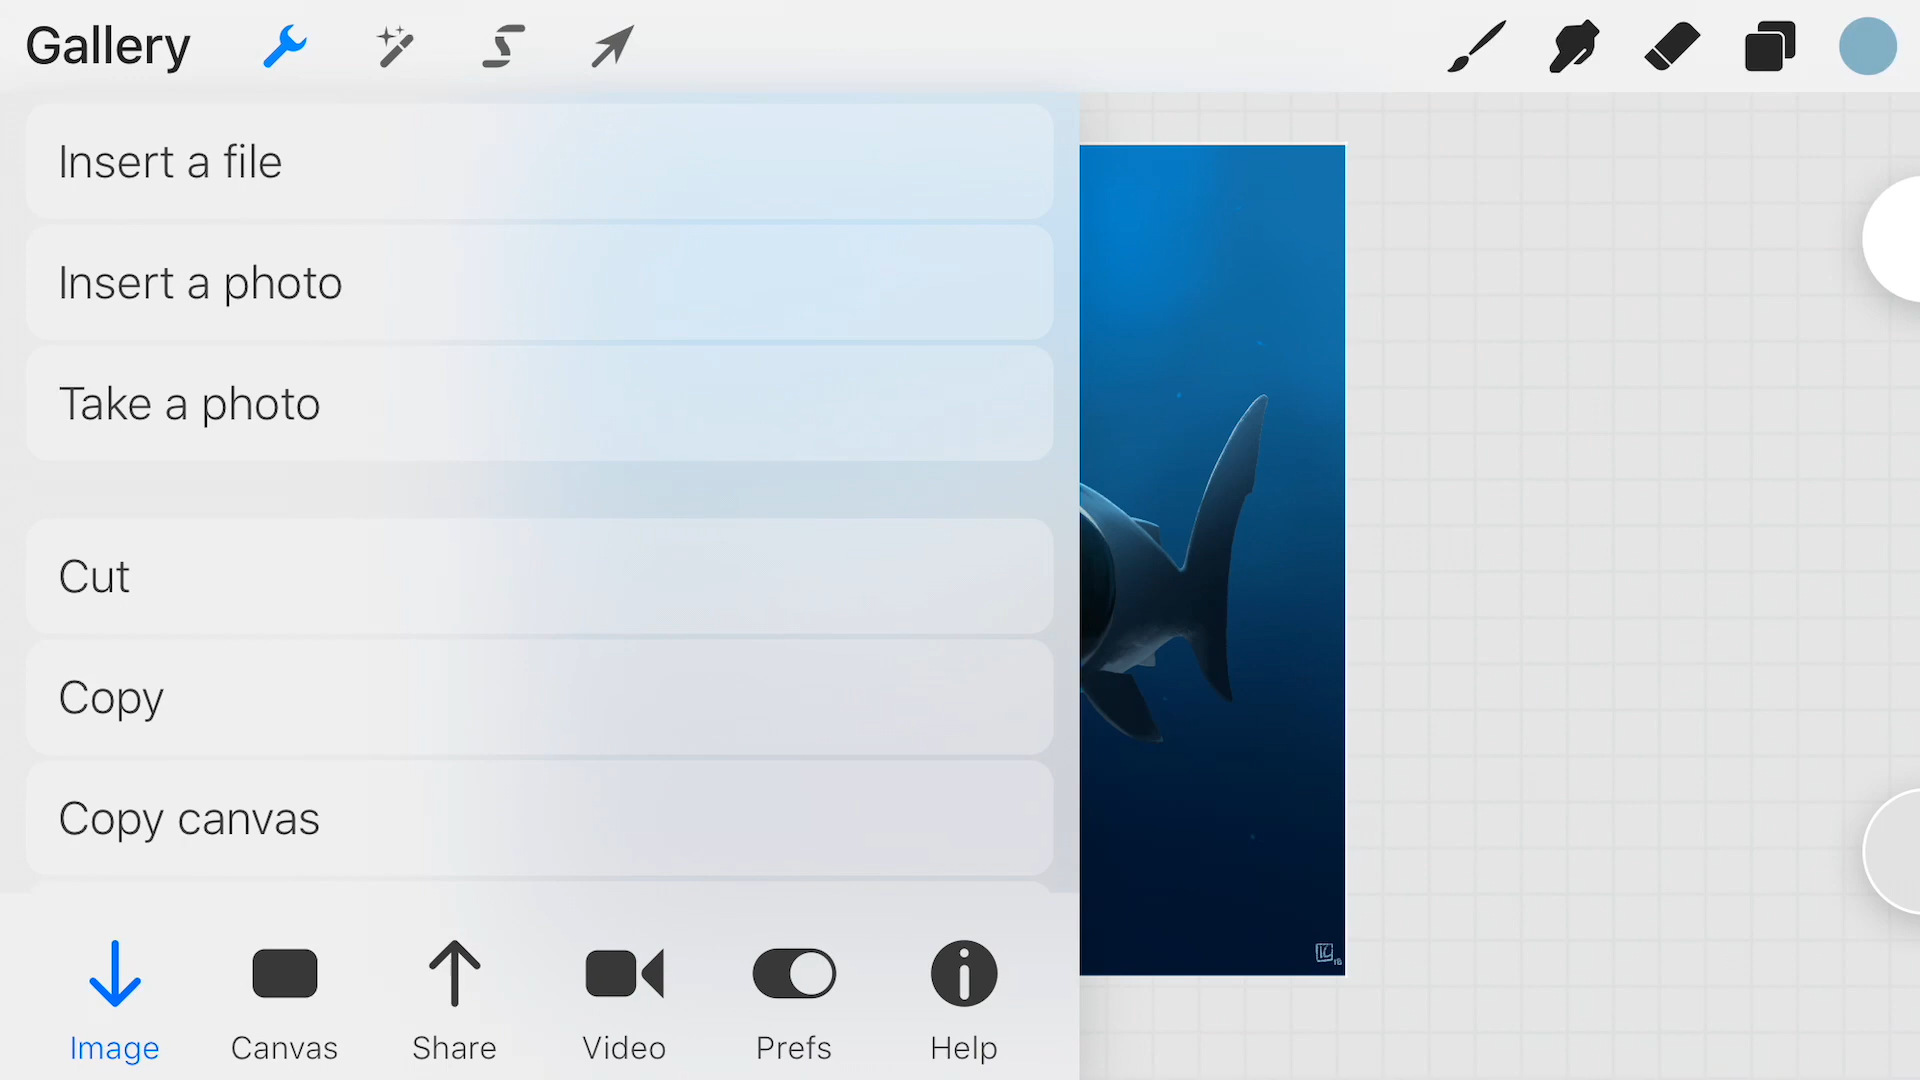 Gallery
Insert a file
Insert a photo
Take a photo
Cut
Copy
Copy canvas
Image
Canvas
Share
Video
Prefs
Help